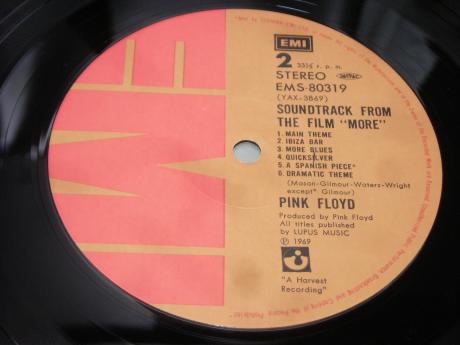 EMI
2 33⅓ r. p. m.
STEREO
EMS-80319
(YAX-3869)
SOUNDTRACK FROM
THE FILM "MORE"
1 MAIN THEME
2 IBIZA BAR
3 MORE BLUES
4 QUICKSILVER
5 A SPANISH PIECE*
6 DRAMATIC THEME
(Mason-Gilmour-Waters-Wright
except* Gilmour)
PINK FLOYD
Produced by Pink Floyd
All titles published
by LUPUS MUSIC
℗ 1969
"A Harvest
Recording"
EMI